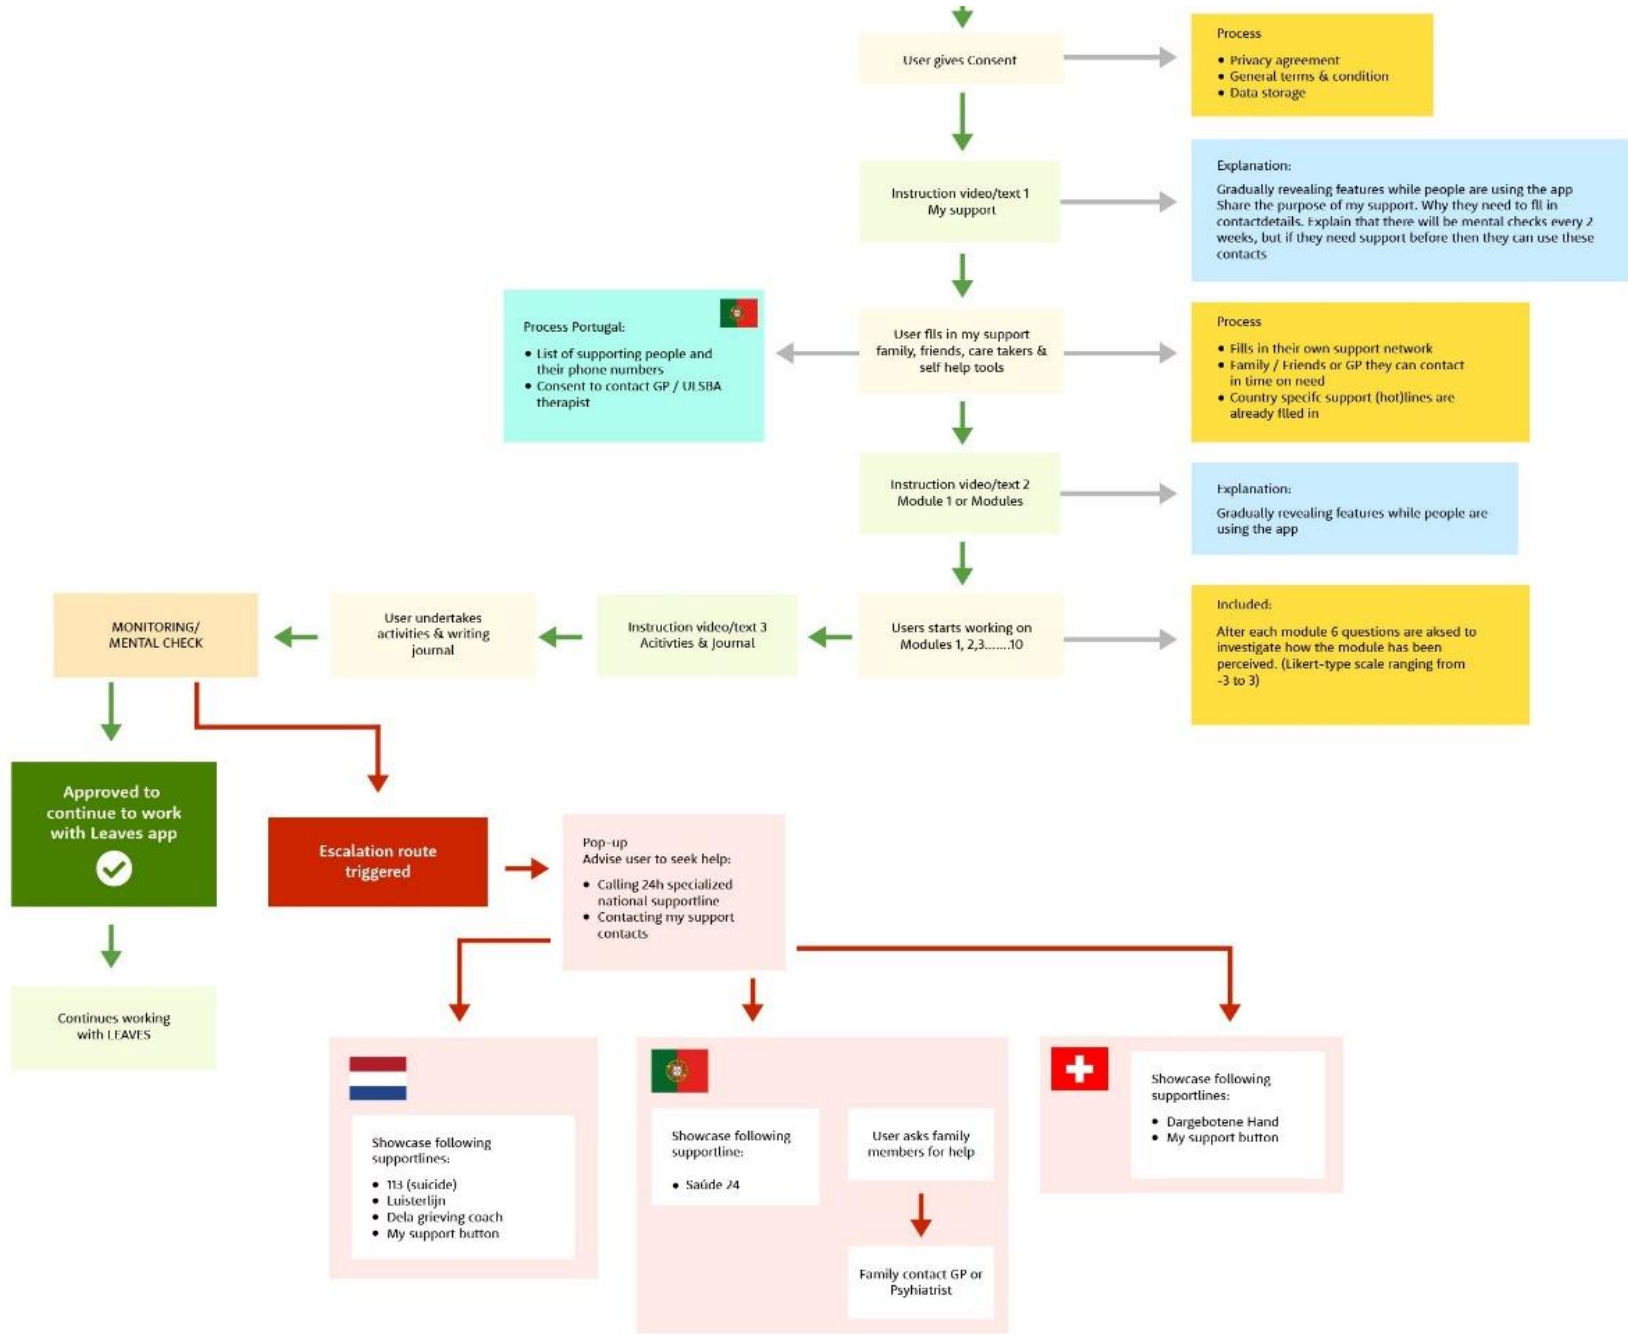 User gives Consent
Process
• Privacy agreement
• General terms & condition
• Data storage
Instruction video/text 1
My support
Explanation:
Gradually revealing features while people are using the app
Share the purpose of my support. Why they need to fll in
contactdetails. Explain that there will be mental checks every 2
weeks, but if they need support before then they can use these
contacts
Process Portugal:
• List of supporting people and
their phone numbers
• Consent to contact GP / ULSBA
therapist
User flls in my support
family, friends, care takers &
self help tools
Process
• Fills in their own support network
• Family / Friends or GP they can contact
in time on need
• Country specifc support (hot)lines are
already flled in
Instruction video/text 2
Module 1 or Modules
Explanation:
Gradually revealing features while people are
using the app
MONITORING/
MENTAL CHECK
User undertakes
activities & writing
journal
Instruction video/text 3
Acitivties & Journal
Users starts working on
Modules 1, 2,3.......10
Included:
After each module 6 questions are aksed to
investigate how the module has been
perceived. (Likert-type scale ranging from
-3 to 3)
Approved to
continue to work
with Leaves app
Escalation route
triggered
Pop-up
Advise user to seek help:
• Calling 24h specialized
national supportline
• Contacting my support
contacts
Continues working
with LEAVES
Showcase following
supportlines:
• 113 (suicide)
• Luisterlijn
• Dela grieving coach
• My support button
Showcase following
supportline:
• Saúde 24
User asks family
members for help
Family contact GP or
Psyhiatrist
Showcase following
supportlines:
• Dargebotene Hand
• My support button